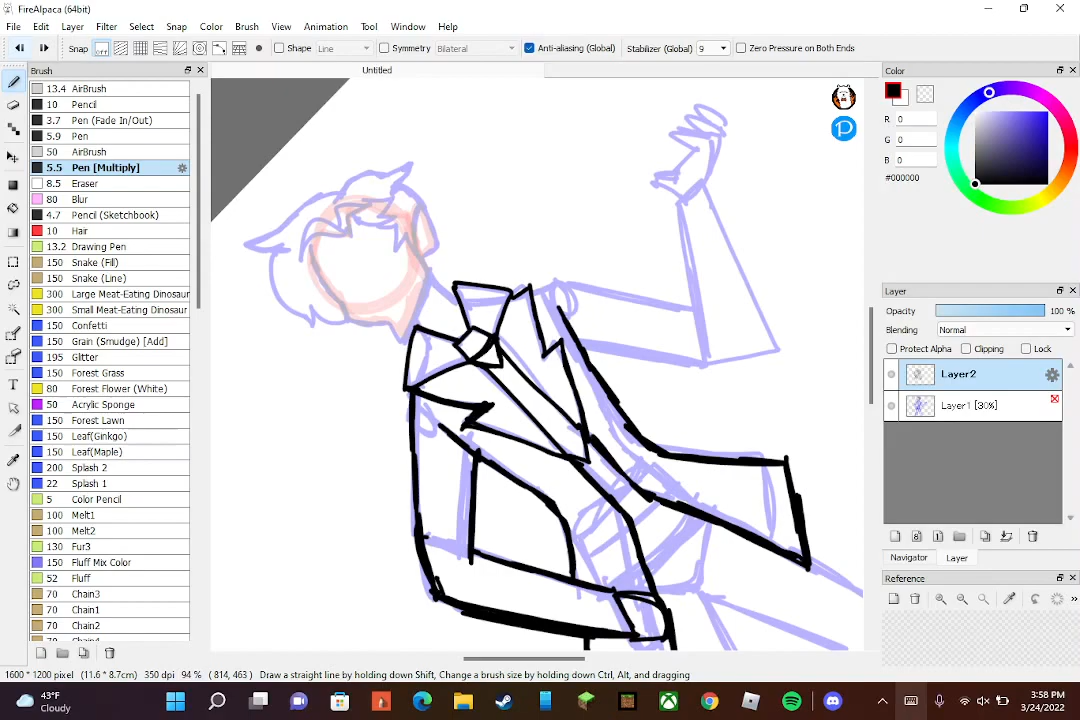 FireAlpaca (64bit)
File Edit Layer Filter Select Snap Color Brush View Animation Tool Window Help
Snap off Shape Line Symmetry Bilateral Anti-aliasing (Global) Stabilizer (Global) 9 Zero Pressure on Both Ends
Brush
13.4 AirBrush
10 Pencil
3.7 Pen (Fade In/Out)
5.9 Pen
50 AirBrush
5.5 Pen [Multiply]
8.5 Eraser
80 Blur
4.7 Pencil (Sketchbook)
10 Hair
13.2 Drawing Pen
150 Snake (Fill)
150 Snake (Line)
300 Large Meat-Eating Dinosaur
300 Small Meat-Eating Dinosaur
150 Confetti
150 Grain (Smudge) [Add]
195 Glitter
150 Forest Grass
80 Forest Flower (White)
50 Acrylic Sponge
150 Forest Lawn
150 Leaf(Ginkgo)
150 Leaf(Maple)
200 Splash 2
22 Splash 1
5 Color Pencil
100 Melt1
100 Melt2
130 Fur3
150 Fluff Mix Color
52 Fluff
70 Chain3
70 Chain1
70 Chain2
70 Chain4
Untitled
Color
R 0
G 0
B 0
#000000
Layer
Opacity 100 %
Blending Normal
Protect Alpha Clipping Lock
Layer2
Layer1 [30%]
Navigator Layer
Reference
1600 * 1200 pixel (11.6 * 8.7cm) 350 dpi 94 % ( 814, 463 ) Draw a straight line by holding down Shift, Change a brush size by holding down Ctrl, Alt, and dragging
43°F
Cloudy
3:58 PM
3/24/2022